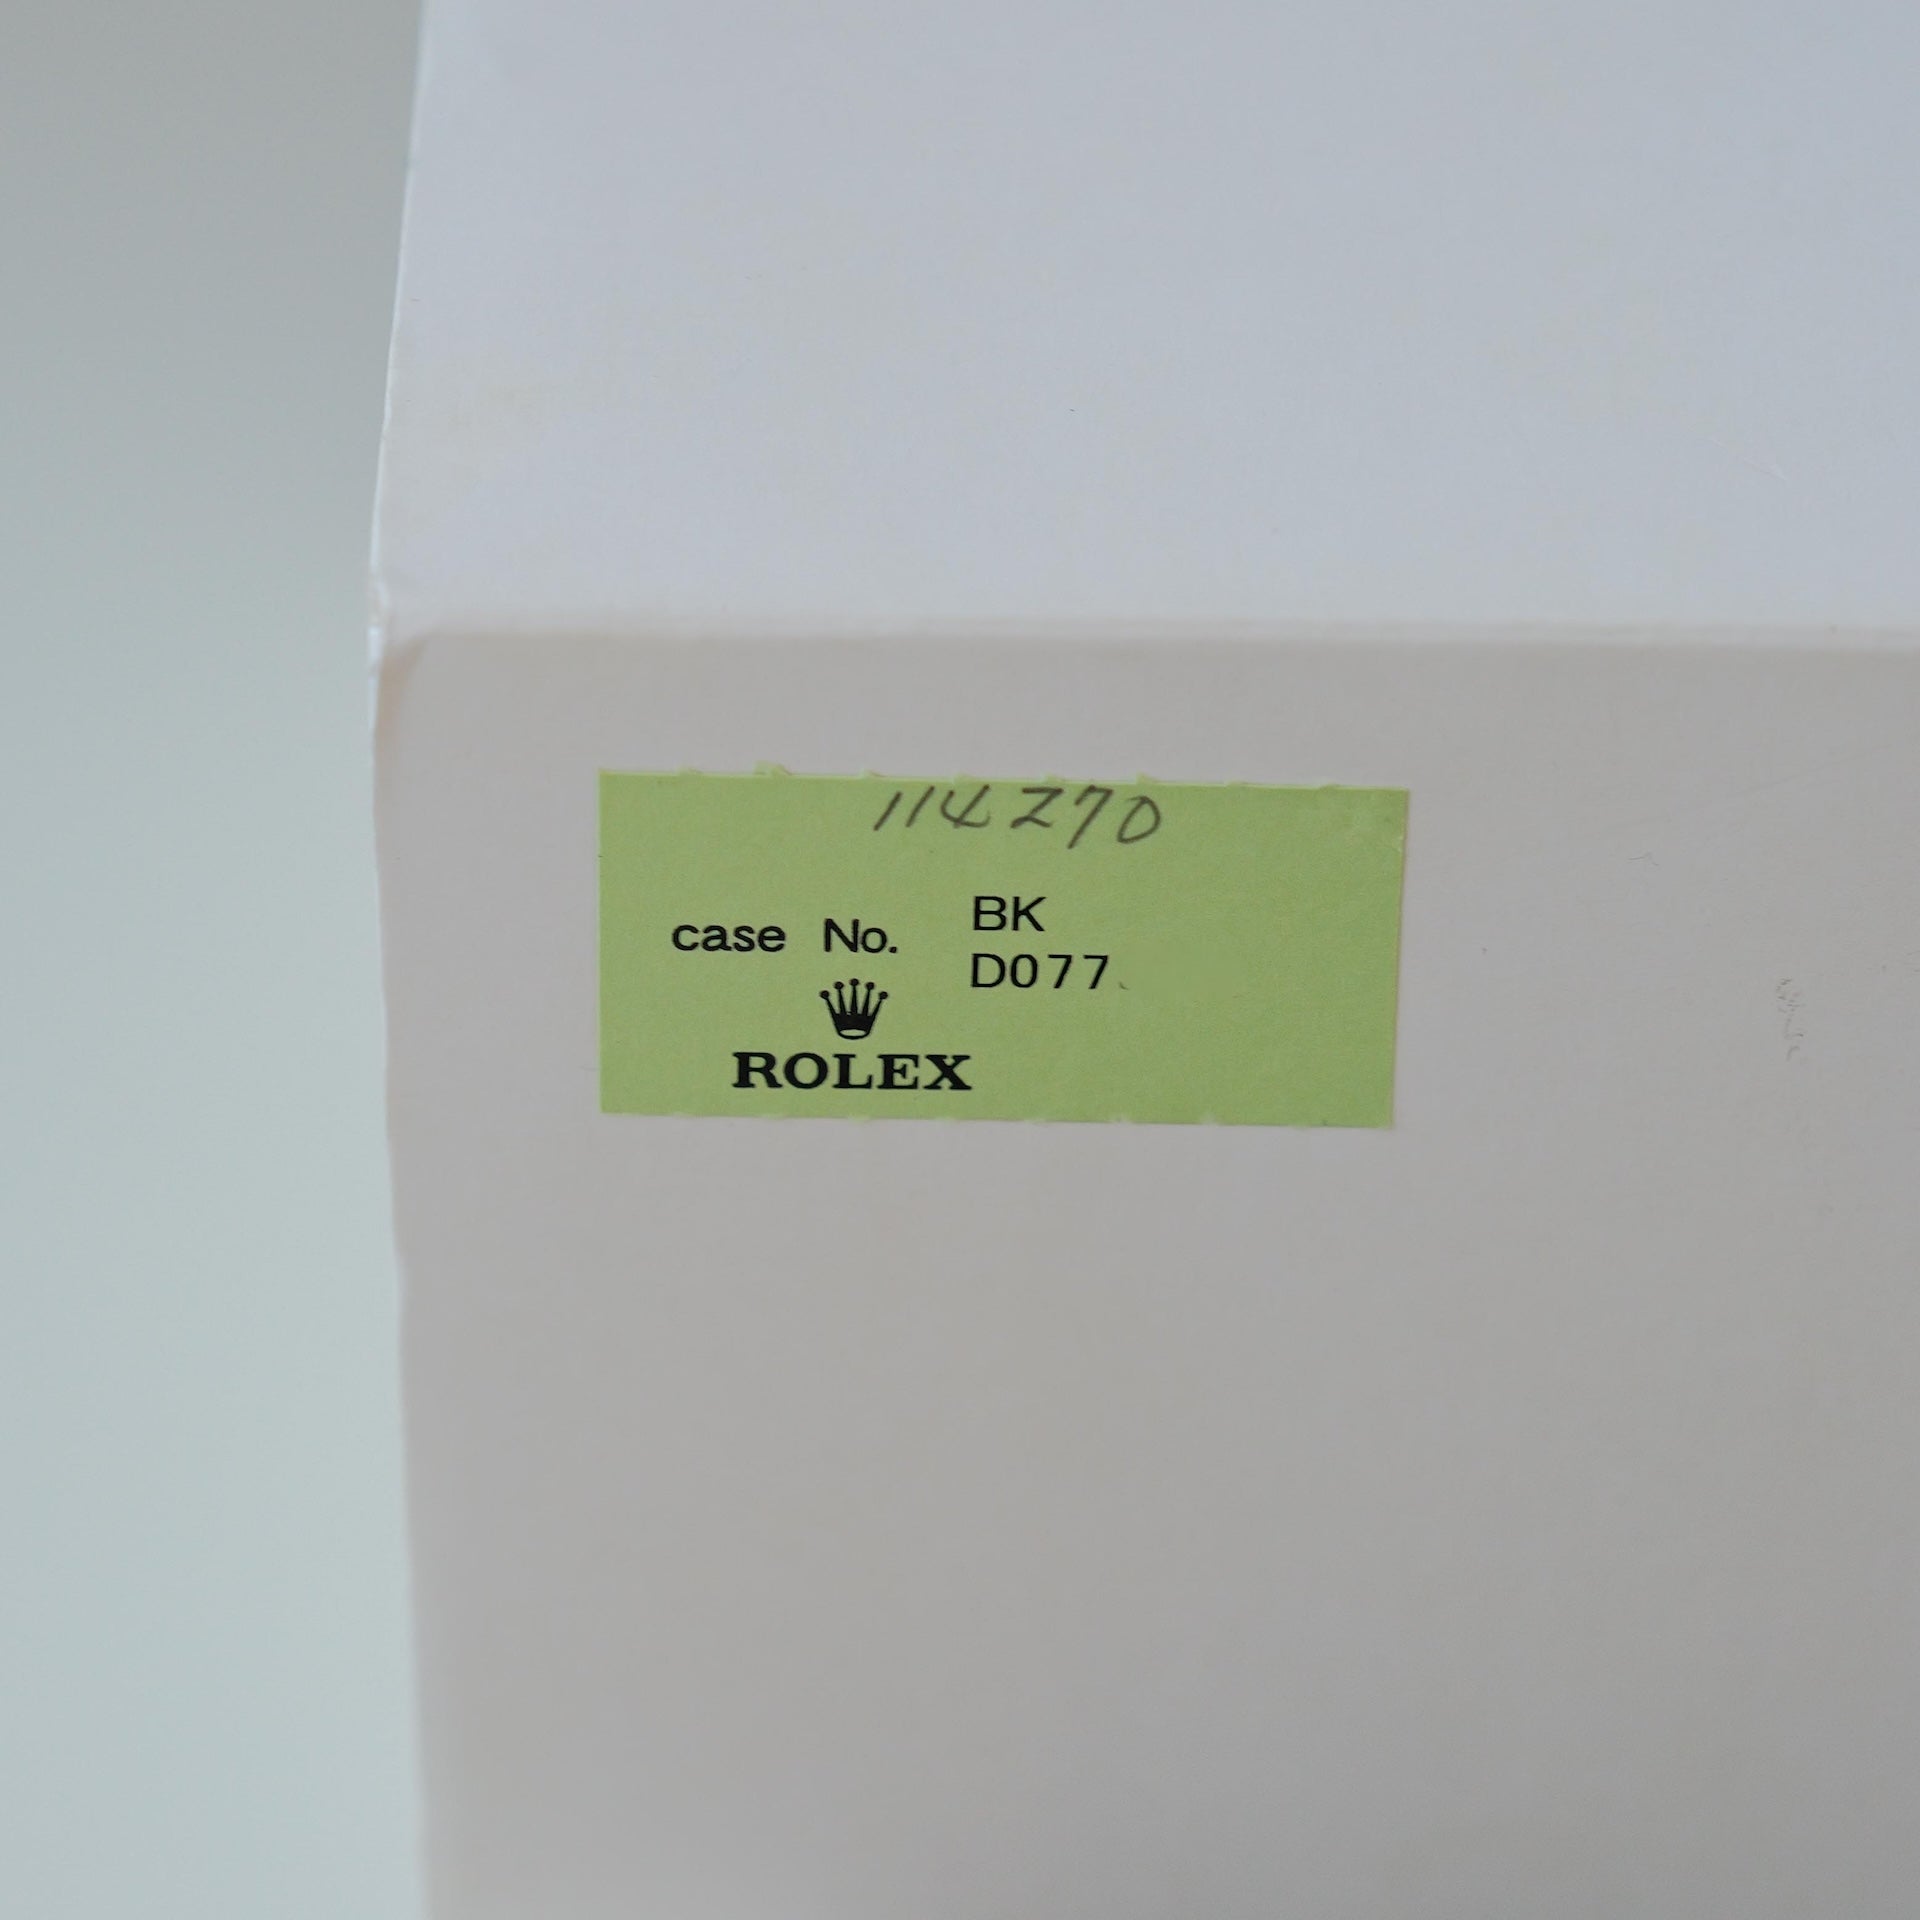 114270
BK
case No.
D077
ROLEX